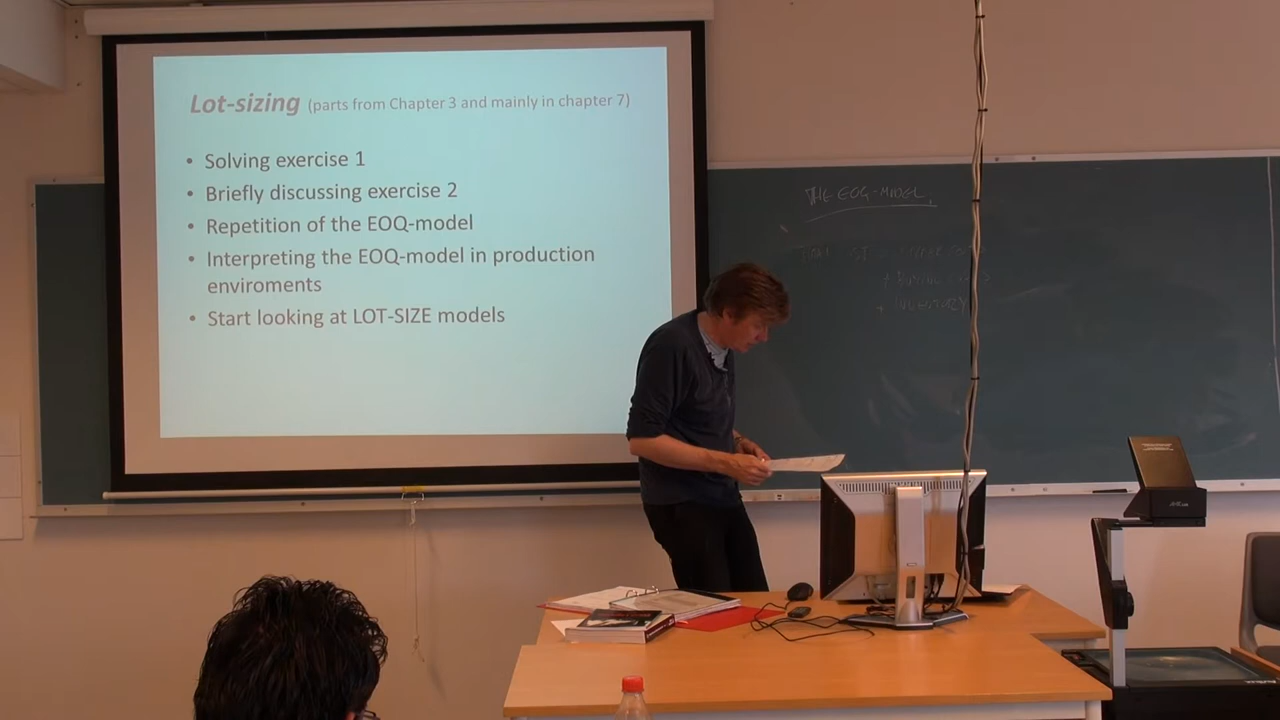 Lot-sizing (parts from Chapter 3 and mainly in chapter 7)
• Solving exercise 1
• Briefly discussing exercise 2
• Repetition of the EOQ-model
• Interpreting the EOQ-model in production
enviroments
• Start looking at LOT-SIZE models
THE EOQ-MODEL
INVENTORY